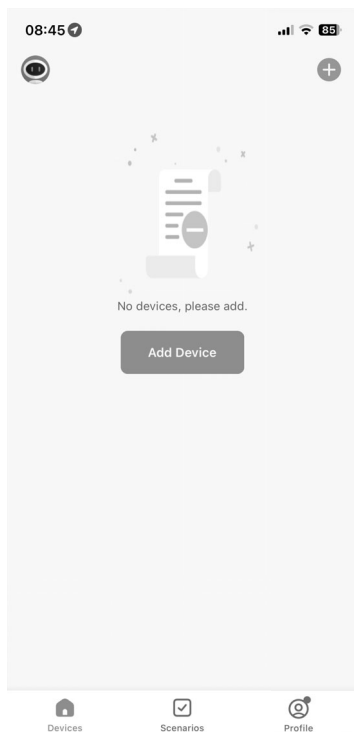 08:45
85
No devices, please add.
Add Device
Devices
Scenarios
Profile